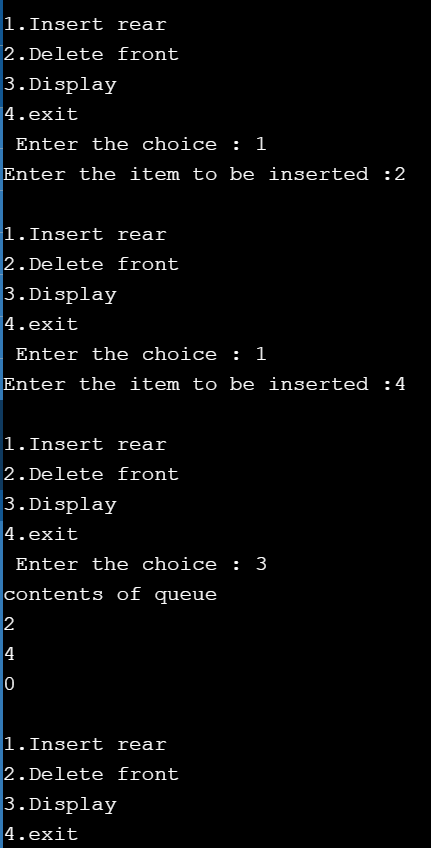 1.Insert rear
2.Delete front
3.Display
4.exit
 Enter the choice : 1
Enter the item to be inserted :2

1.Insert rear
2.Delete front
3.Display
4.exit
 Enter the choice : 1
Enter the item to be inserted :4

1.Insert rear
2.Delete front
3.Display
4.exit
 Enter the choice : 3
contents of queue
2
4
0

1.Insert rear
2.Delete front
3.Display
4.exit